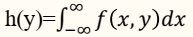 h(y)=∫_{-∞}^{∞} f(x, y)dx